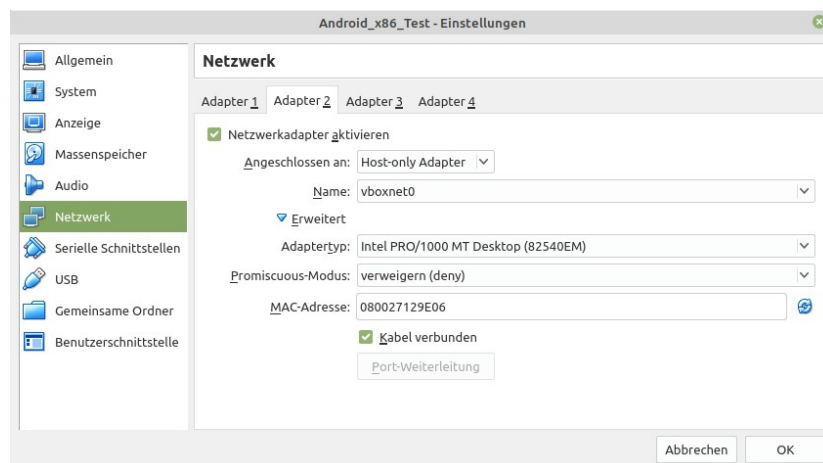 Android_x86_Test - Einstellungen
Allgemein
System
Anzeige
Massenspeicher
Audio
Netzwerk
Serielle Schnittstellen
USB
Gemeinsame Ordner
Benutzerschnittstelle
Netzwerk
Adapter 1 Adapter 2 Adapter 3 Adapter 4
Netzwerkadapter aktivieren
Angeschlossen an: Host-only Adapter
Name: vboxnet0
Erweitert
Adaptertyp: Intel PRO/1000 MT Desktop (82540EM)
Promiscuous-Modus: verweigern (deny)
MAC-Adresse: 080027129E06
Kabel verbunden
Port-Weiterleitung
Abbrechen OK